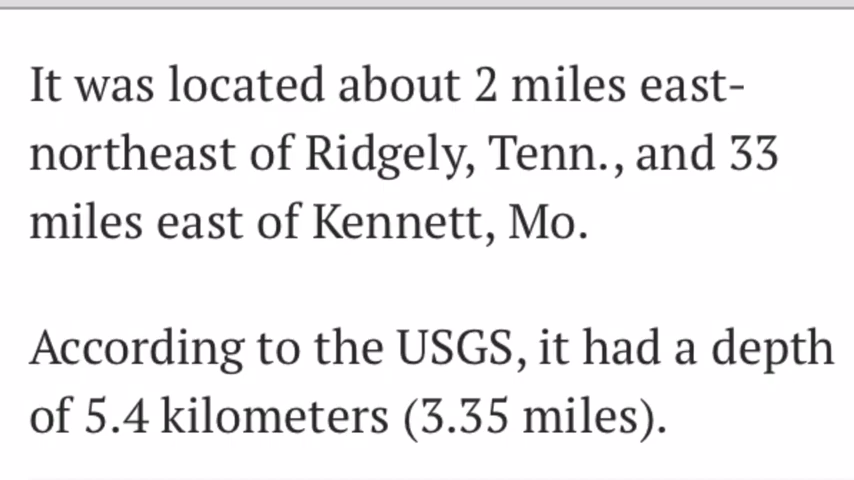 It was located about 2 miles east-
northeast of Ridgely, Tenn., and 33
miles east of Kennett, Mo.
According to the USGS, it had a depth
of 5.4 kilometers (3.35 miles).